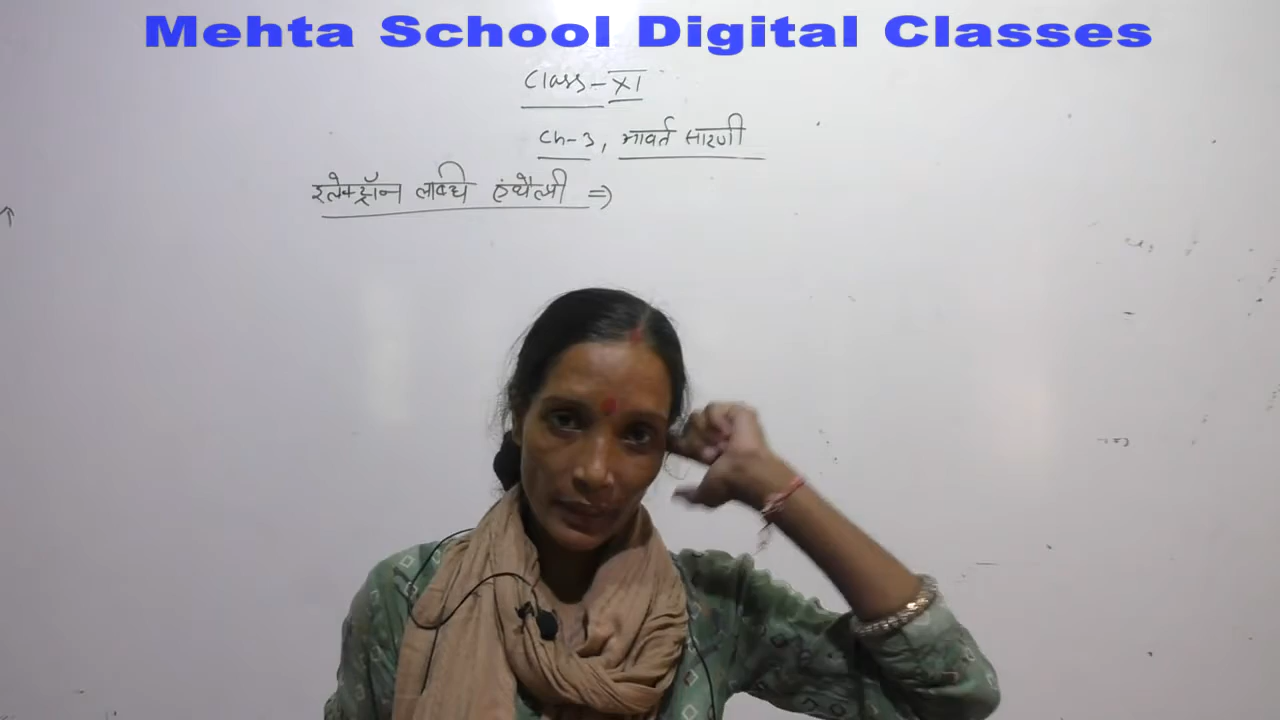 Mehta School Digital Classes
Class-XI
Ch-3, आवर्त सारणी
इलेक्ट्रॉन लब्धि एंथैल्पी ⇒